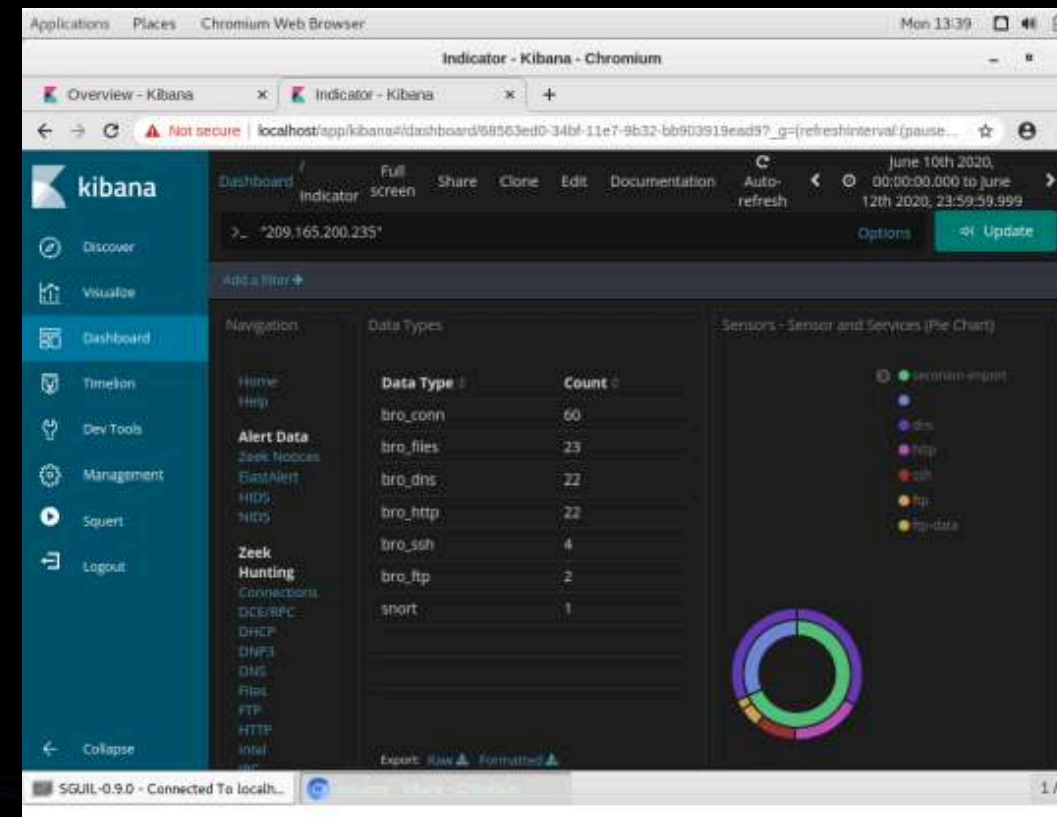 Applications Places Chromium Web Browser Mon 13:39
Indicator - Kibana - Chromium
Overview - Kibana × Indicator - Kibana × +
Not secure | localhost/app/kibana#/dashboard/68563ed0-34bf-11e7-9b32-bb903919ead9?_g=(refreshInterval:(pause...
kibana
Dashboard / Indicator Full screen Share Clone Edit Documentation Auto-refresh June 10th 2020, 00:00:00.000 to June 12th 2020, 23:59:59.999
>_ "209.165.200.235" Options Update
Add a filter +
Discover
Visualize
Dashboard
Timelion
Dev Tools
Management
Squert
Logout
Collapse
Navigation
Home
Help
Alert Data
Zeek Notices
ElastAlert
HIDS
NIDS
Zeek
Hunting
Connections
DCE/RPC
DHCP
DNP3
DNS
Files
FTP
HTTP
Intel
IRC
Data Types
Data Type Count
bro_conn 60
bro_files 23
bro_dns 22
bro_http 22
bro_ssh 4
bro_ftp 2
snort 1
Export: Raw Formatted
Sensors - Sensor and Services (Pie Chart)
seconion-import
dns
http
ssh
ftp
ftp-data
SGUIL-0.9.0 - Connected To localh...
1 /